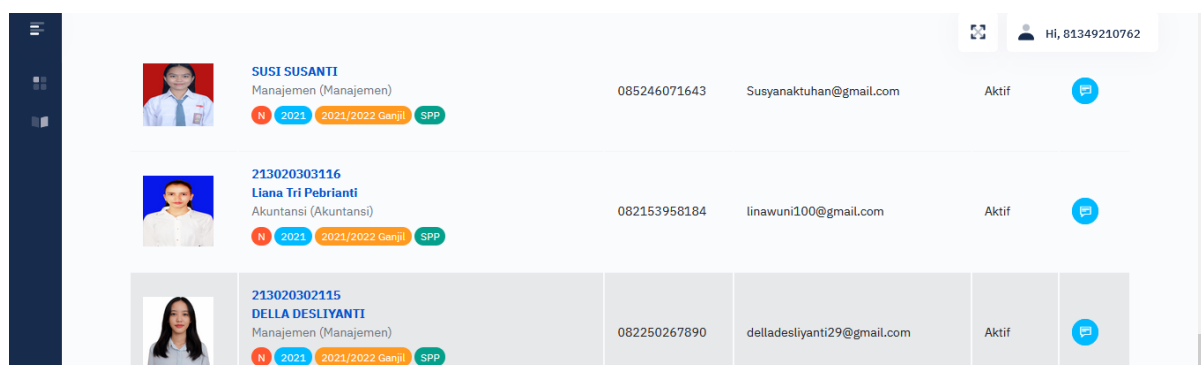 Hi, 81349210762
SUSI SUSANTI
Manajemen (Manajemen)
085246071643
Susyanaktuhan@gmail.com
Aktif
N 2021 2021/2022 Ganjil SPP
213020303116
Liana Tri Pebrianti
Akuntansi (Akuntansi)
082153958184
linawuni100@gmail.com
Aktif
N 2021 2021/2022 Ganjil SPP
213020302115
DELLA DESLIYANTI
Manajemen (Manajemen)
082250267890
delladesliyanti29@gmail.com
Aktif
N 2021 2021/2022 Ganjil SPP